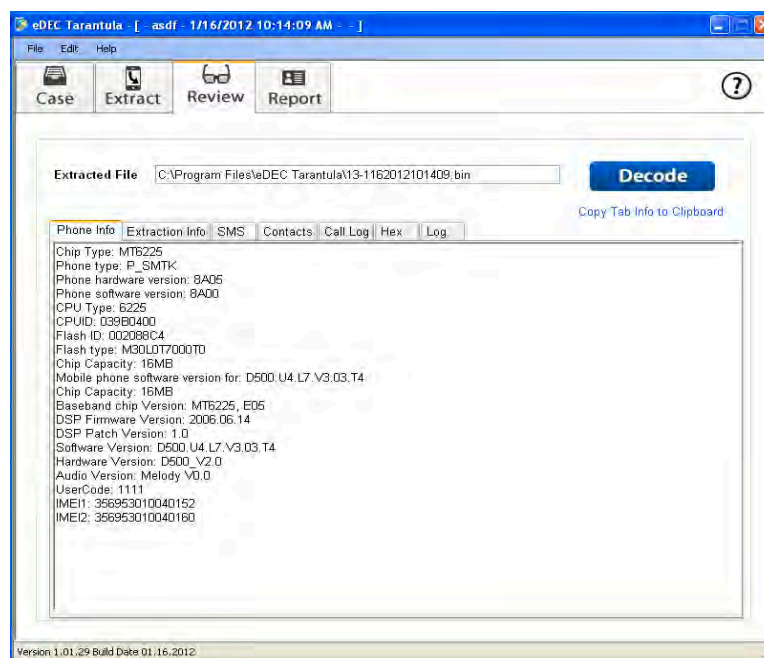 eDEC Tarantula - [ - asdf - 1/16/2012 10:14:09 AM - - ]
File Edit Help
Case Extract Review Report ?
Extracted File C:\Program Files\eDEC Tarantula\13-1162012101409.bin Decode
Copy Tab Info to Clipboard
Phone Info Extraction Info SMS Contacts Call Log Hex Log
Chip Type: MT6225
Phone type: P_SMTK
Phone hardware version: 8A05
Phone software version: 8A00
CPU Type: 6225
CPUID: 039B0400
Flash ID: 002088C4
Flash type: M30L0T7000T0
Chip Capacity: 16MB
Mobile phone software version for: D500.U4.L7.V3.03.T4
Chip Capacity: 16MB
Baseband chip Version: MT6225, E05
DSP Firmware Version: 2006.06.14
DSP Patch Version: 1.0
Software Version: D500.U4.L7.V3.03.T4
Hardware Version: D500_V2.0
Audio Version: Melody V0.0
UserCode: 1111
IMEI1: 356953010040152
IMEI2: 356953010040160
Version 1.01.29 Build Date 01.16.2012